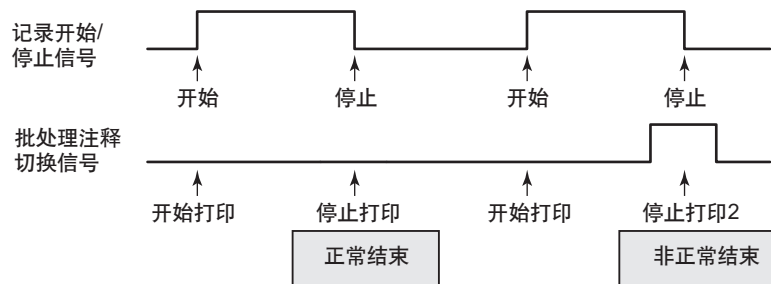 记录开始/
停止信号
开始
停止
开始
停止
批处理注释
切换信号
开始打印
停止打印
开始打印
停止打印2
正常结束
非正常结束